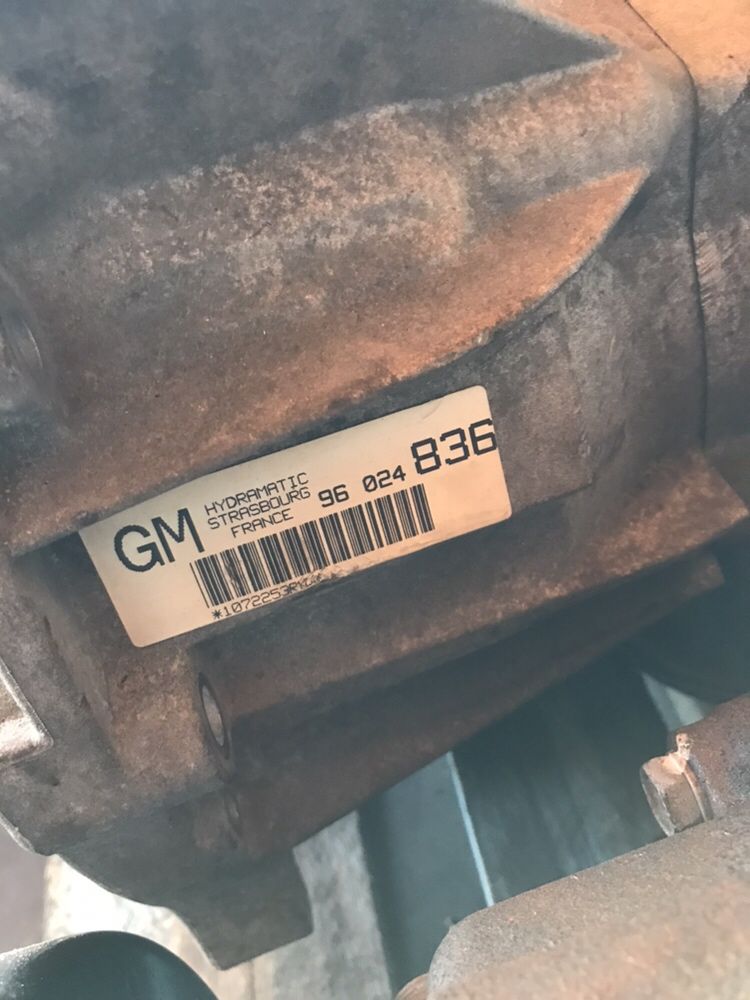 GM
HYDRAMATIC
STRASBOURG
FRANCE
96 024 836